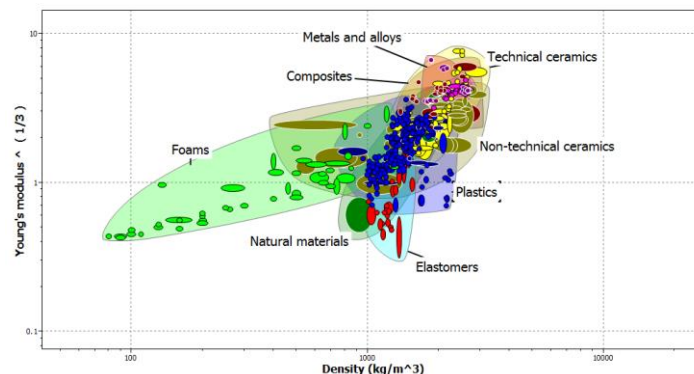 Metals and alloys
Technical ceramics
Composites
Foams
Non-technical ceramics
Plastics
Natural materials
Elastomers
Young's modulus ^ ( 1/3 )
10
1
0.1
100
1000
10000
Density (kg/m^3)